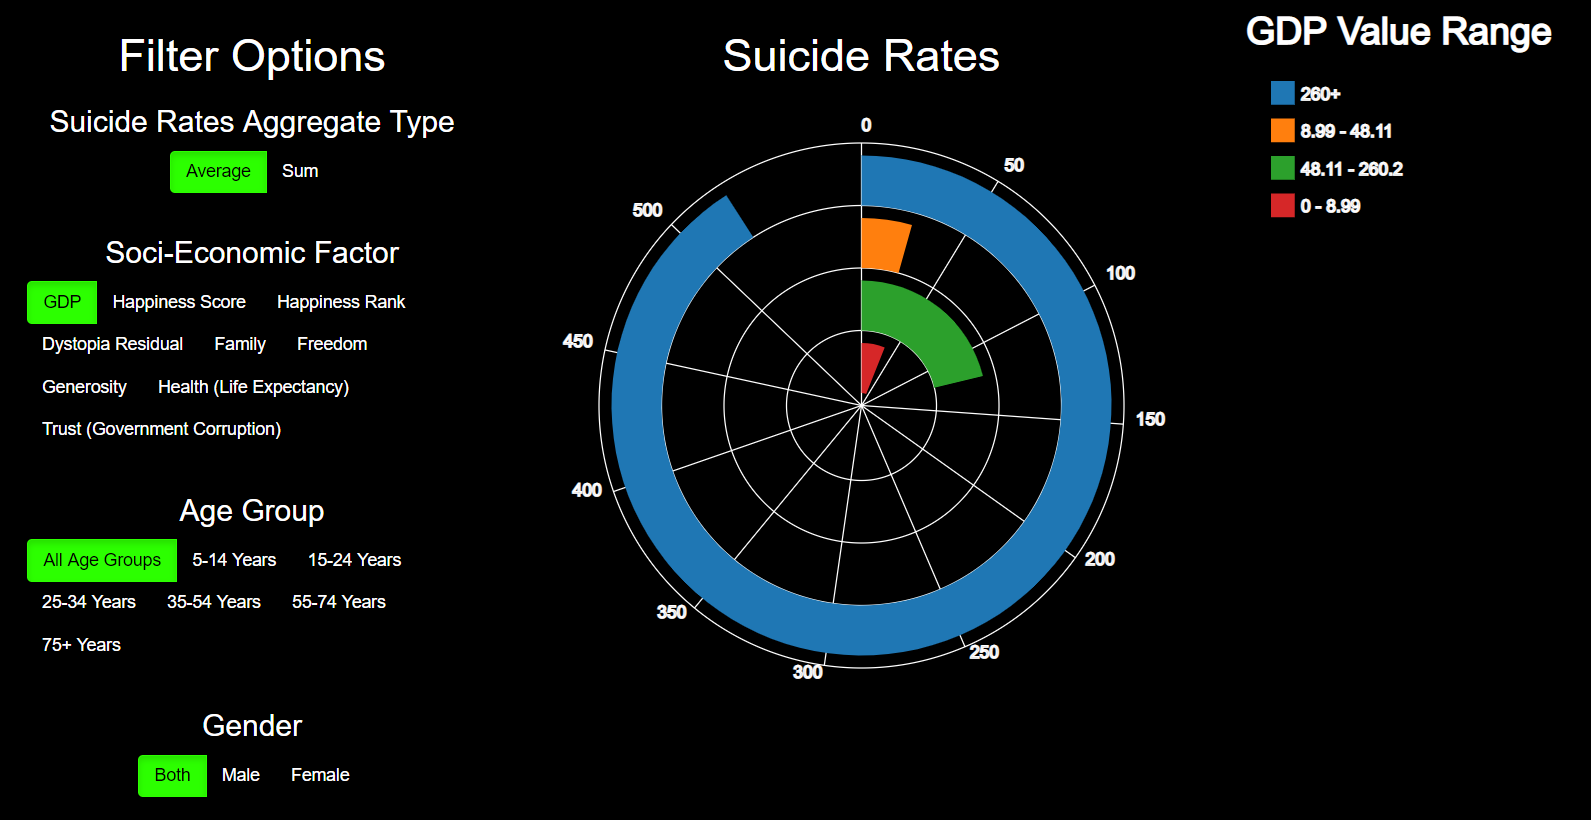 Filter Options
Suicide Rates Aggregate Type
Average Sum
Soci-Economic Factor
GDP Happiness Score Happiness Rank
Dystopia Residual Family Freedom
Generosity Health (Life Expectancy)
Trust (Government Corruption)
Age Group
All Age Groups 5-14 Years 15-24 Years
25-34 Years 35-54 Years 55-74 Years
75+ Years
Gender
Both Male Female
Suicide Rates
0
50
100
150
200
250
300
350
400
450
500
GDP Value Range
260+
8.99 - 48.11
48.11 - 260.2
0 - 8.99